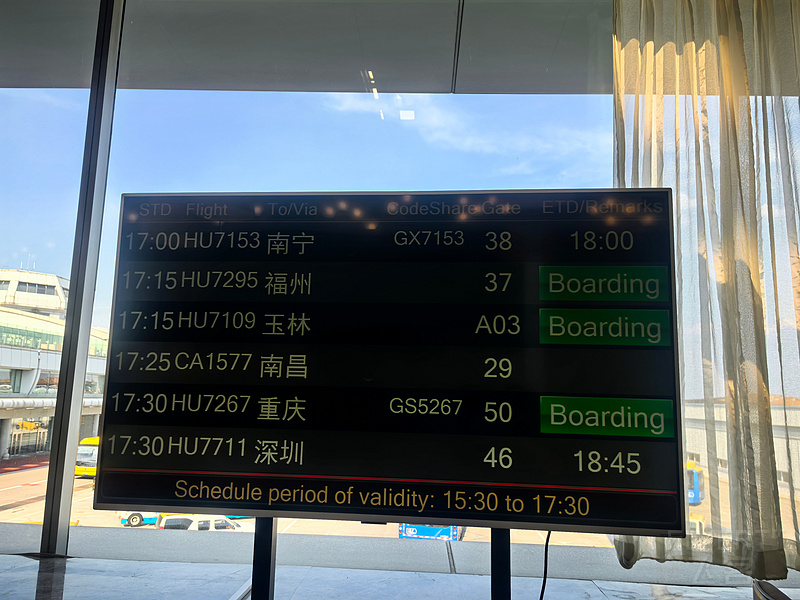 STD Flight To/Via CodeShare Gate ETD/Remarks
17:00 HU7153 南宁 GX7153 38 18:00
17:15 HU7295 福州 37 Boarding
17:15 HU7109 玉林 A03 Boarding
17:25 CA1577 南昌 29
17:30 HU7267 重庆 GS5267 50 Boarding
17:30 HU7711 深圳 46 18:45
Schedule period of validity: 15:30 to 17:30